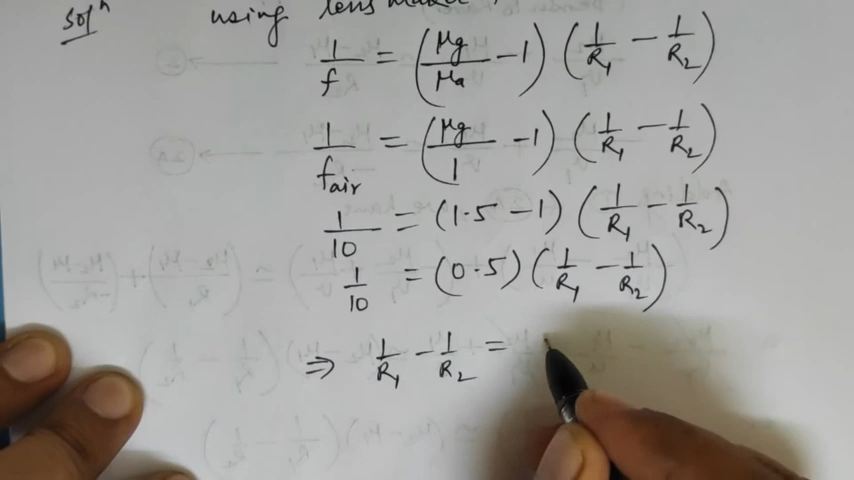 Solⁿ using lens maker
1/f = (μg/μa − 1) (1/R₁ − 1/R₂)
1/fair = (μg/1 − 1) (1/R₁ − 1/R₂)
1/10 = (1.5 − 1) (1/R₁ − 1/R₂)
1/10 = (0.5) (1/R₁ − 1/R₂)
⇒ 1/R₁ − 1/R₂ =